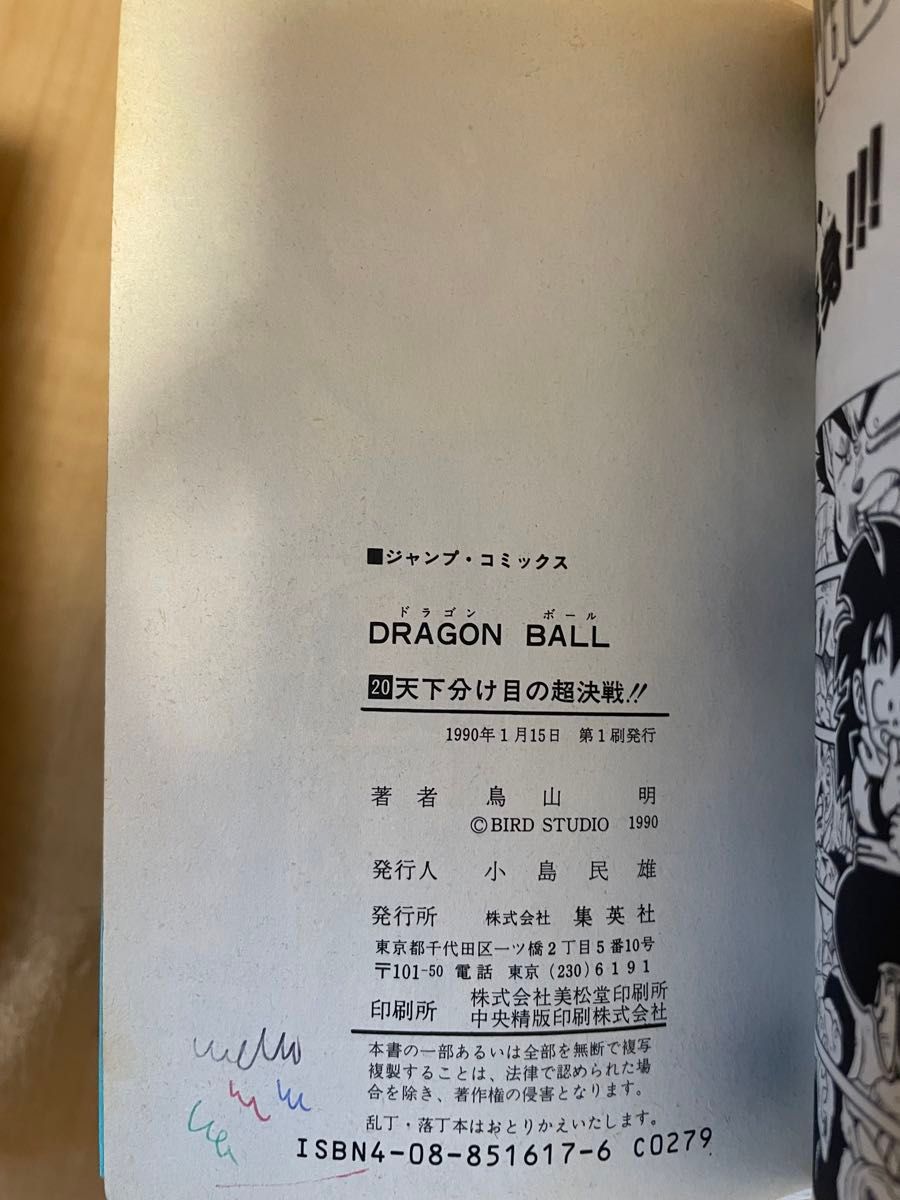 ■ジャンプ・コミックス
ドラゴン ボール
DRAGON BALL
20天下分け目の超決戦!!
1990年1月15日 第1刷発行
著者 鳥山 明
©BIRD STUDIO 1990
発行人 小島民雄
発行所 株式会社 集英社
東京都千代田区一ツ橋2丁目5番10号
〒101-50 電話 東京(230)6191
印刷所 株式会社美松堂印刷所
中央精版印刷株式会社
本書の一部あるいは全部を無断で複写
複製することは、法律で認められた場
合を除き、著作権の侵害となります。
乱丁・落丁本はおとりかえいたします。
ISBN4-08-851617-6 C0279